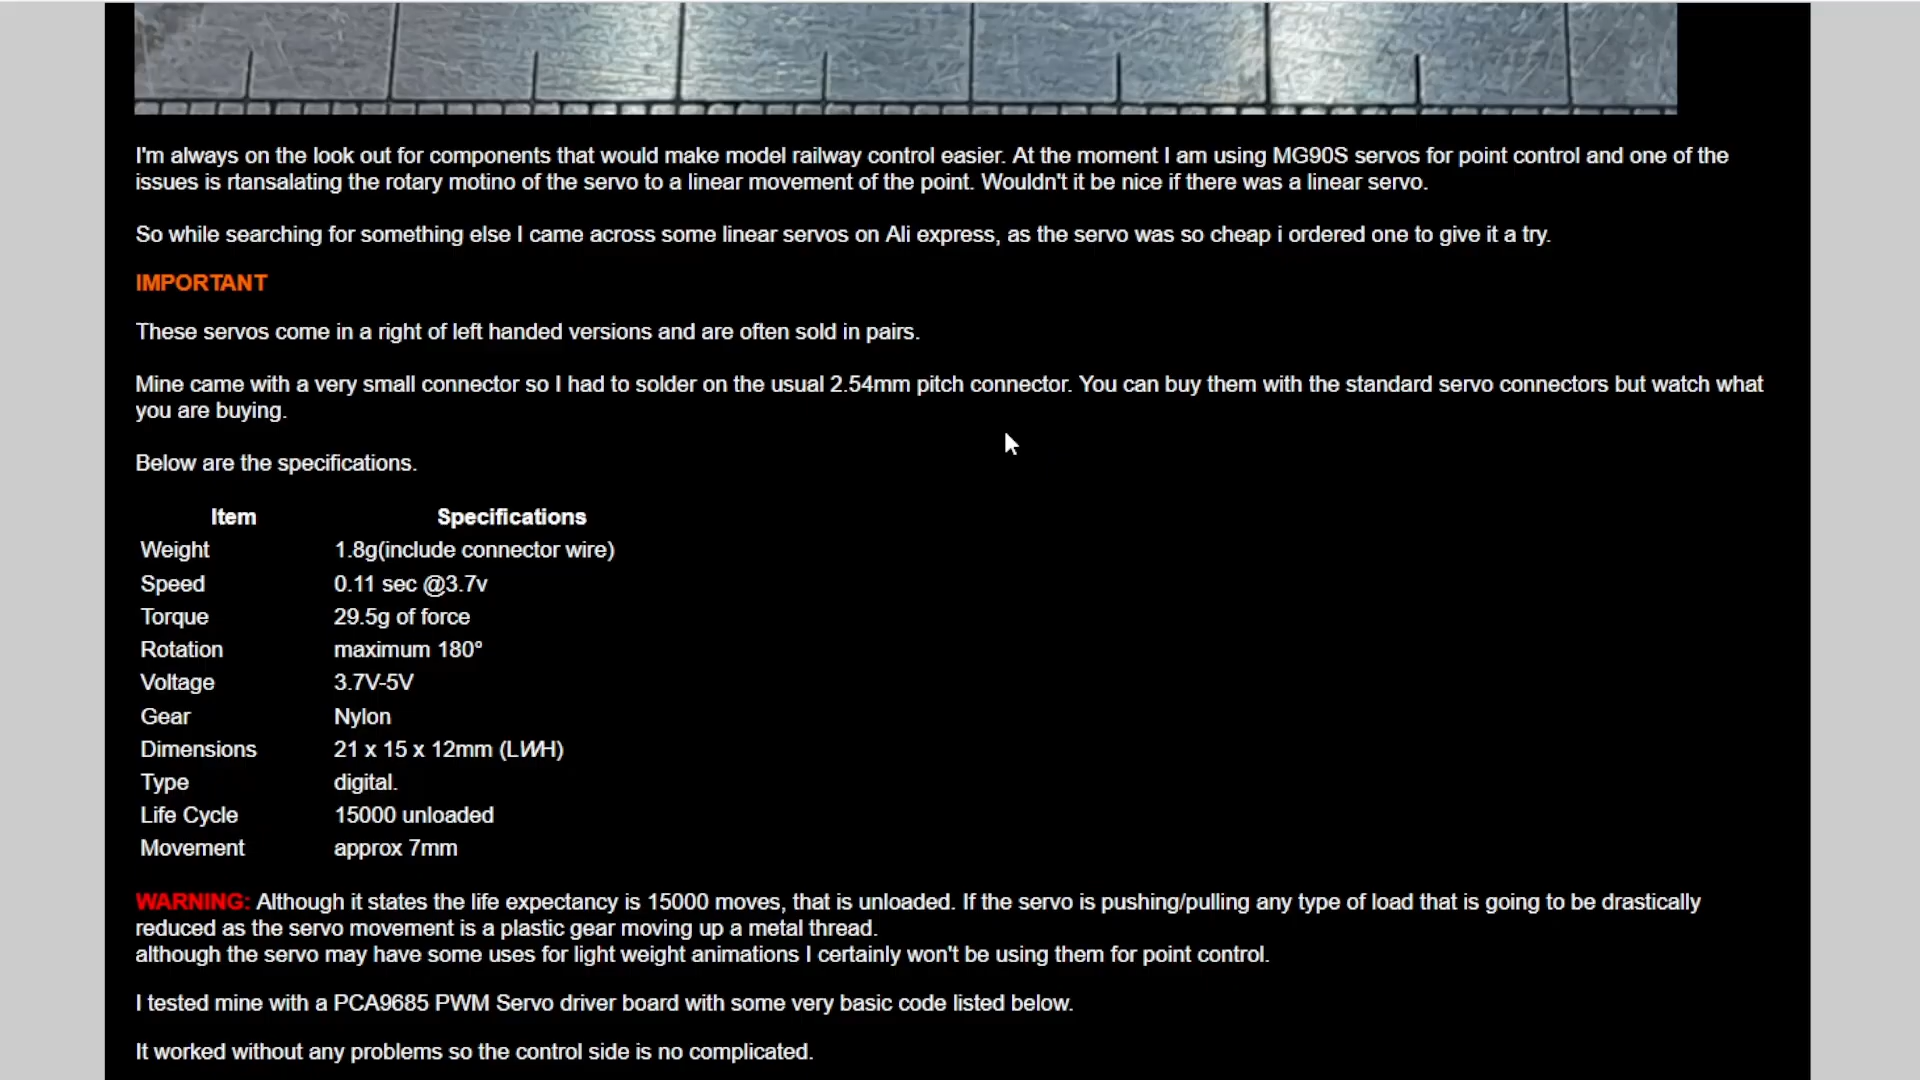 I'm always on the look out for components that would make model railway control easier. At the moment I am using MG90S servos for point control and one of the
issues is rtansalating the rotary motino of the servo to a linear movement of the point. Wouldn't it be nice if there was a linear servo.
So while searching for something else I came across some linear servos on Ali express, as the servo was so cheap i ordered one to give it a try.
IMPORTANT
These servos come in a right of left handed versions and are often sold in pairs.
Mine came with a very small connector so I had to solder on the usual 2.54mm pitch connector. You can buy them with the standard servo connectors but watch what
you are buying.
Below are the specifications.
Item Specifications
Weight 1.8g(include connector wire)
Speed 0.11 sec @3.7v
Torque 29.5g of force
Rotation maximum 180°
Voltage 3.7V-5V
Gear Nylon
Dimensions 21 x 15 x 12mm (LWH)
Type digital.
Life Cycle 15000 unloaded
Movement approx 7mm
WARNING: Although it states the life expectancy is 15000 moves, that is unloaded. If the servo is pushing/pulling any type of load that is going to be drastically
reduced as the servo movement is a plastic gear moving up a metal thread.
although the servo may have some uses for light weight animations I certainly won't be using them for point control.
I tested mine with a PCA9685 PWM Servo driver board with some very basic code listed below.
It worked without any problems so the control side is no complicated.